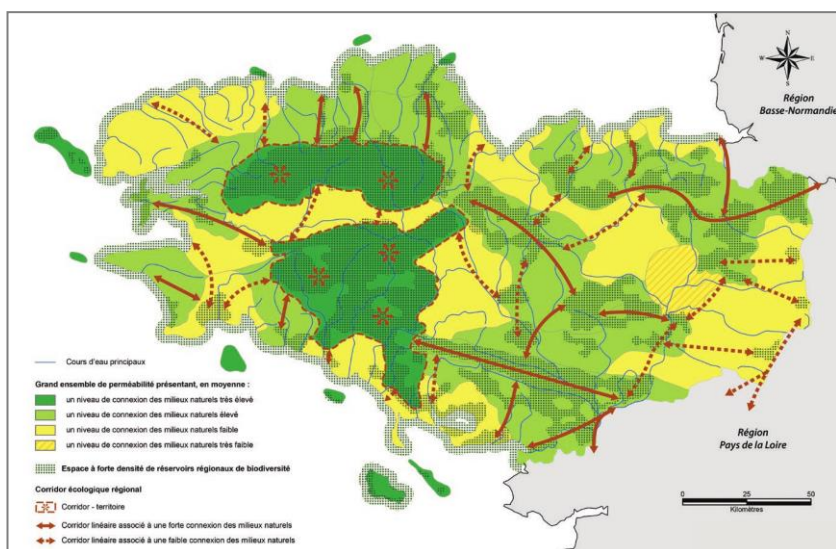 N
W
E
S
Région
Basse-Normandie
Cours d'eau principaux
Grand ensemble de perméabilité présentant, en moyenne :
un niveau de connexion des milieux naturels très élevé
un niveau de connexion des milieux naturels élevé
un niveau de connexion des milieux naturels faible
un niveau de connexion des milieux naturels très faible
Espace à forte densité de réservoirs régionaux de biodiversité
Corridor écologique régional
Corridor - territoire
Corridor linéaire associé à une forte connexion des milieux naturels
Corridor linéaire associé à une faible connexion des milieux naturels
Région
Pays de la Loire
0 25 50
Kilomètres